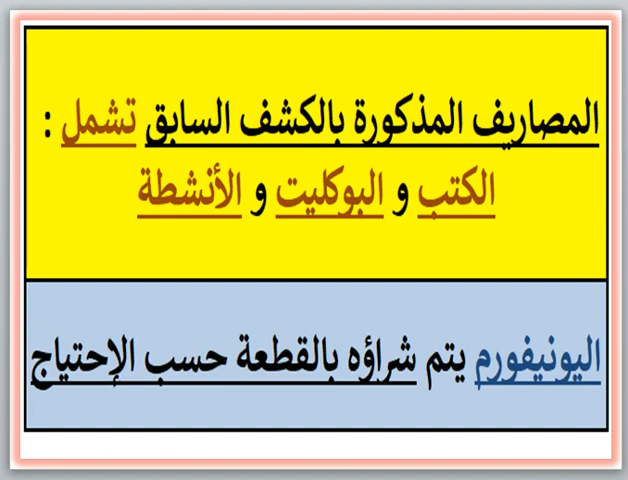 المصاريف المذكورة بالكشف السابق تشمل :
الكتب و البوكليت و الأنشطة
اليونيفورم يتم شراؤه بالقطعة حسب الإحتياج